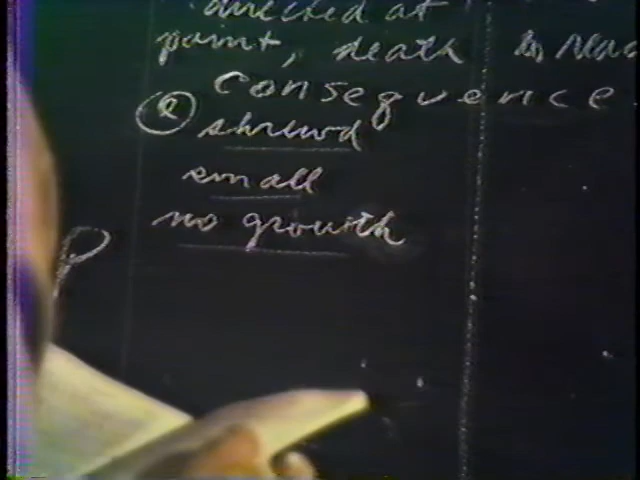 directed at
point, death
Consequence
② shrewd
small
no growth
P